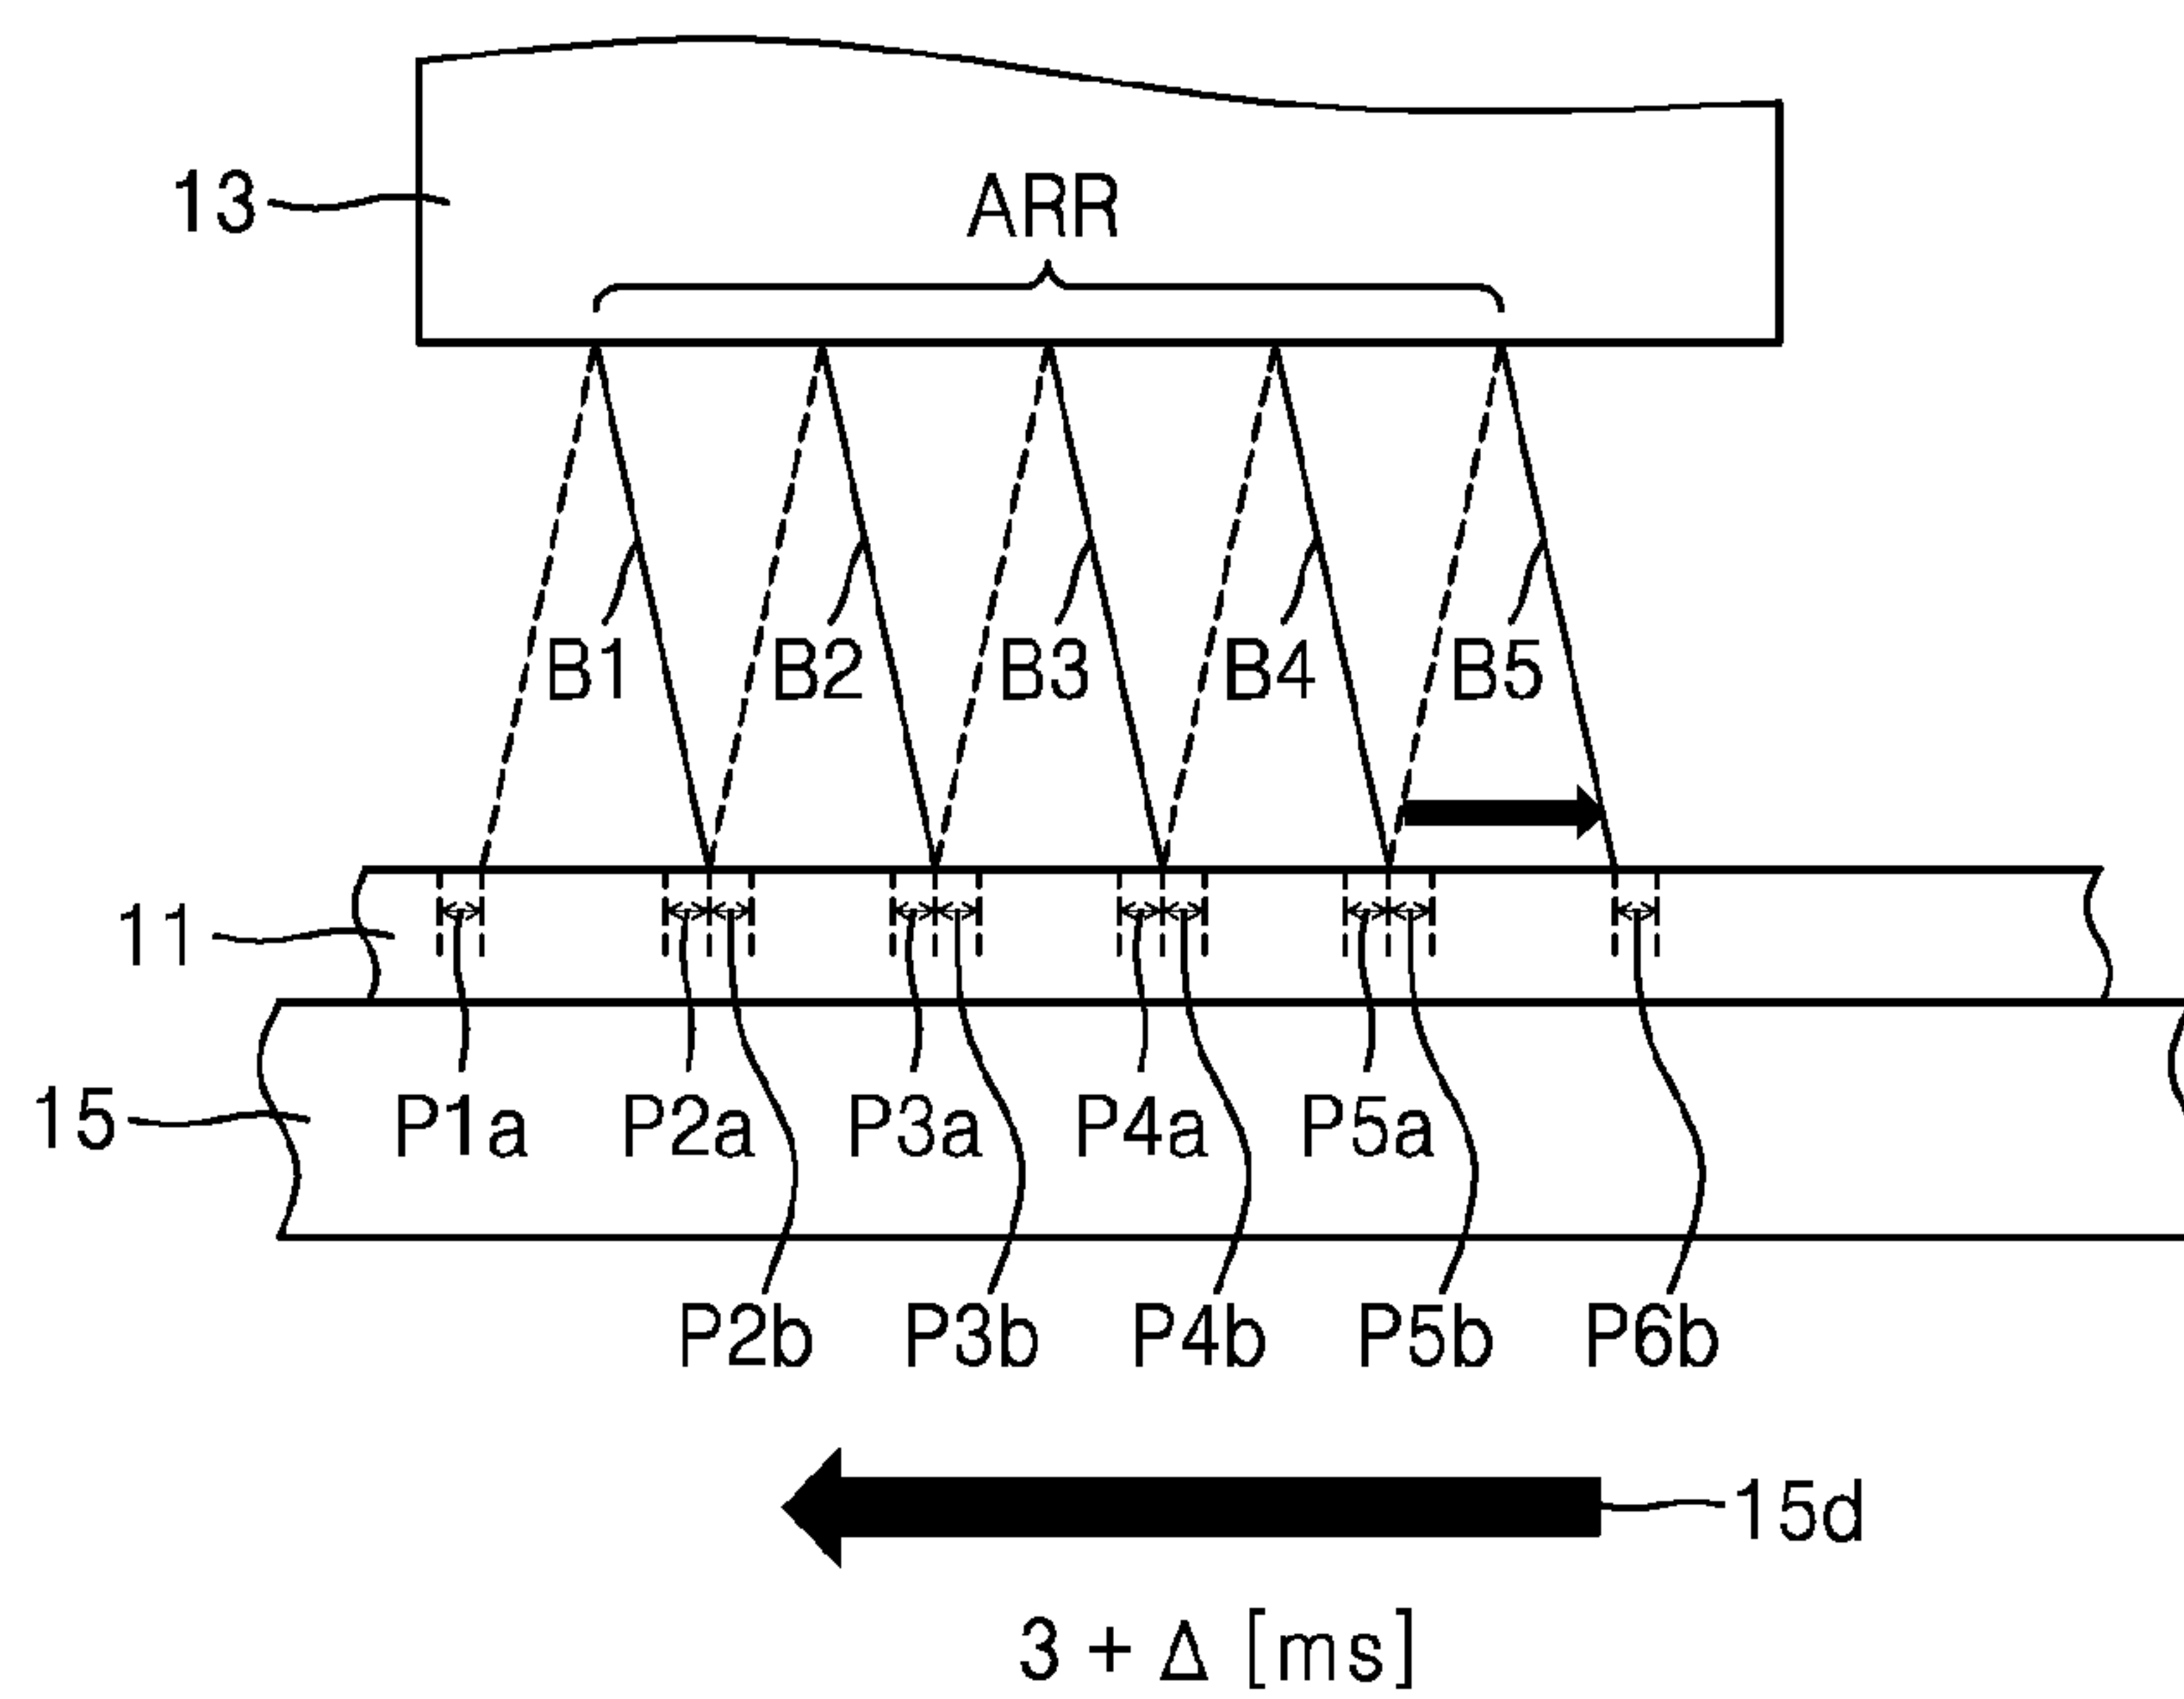 13
ARR
B1 B2 B3 B4 B5
11
15
P1a P2a P3a P4a P5a
P2b P3b P4b P5b P6b
15d
3 + Δ [ms]